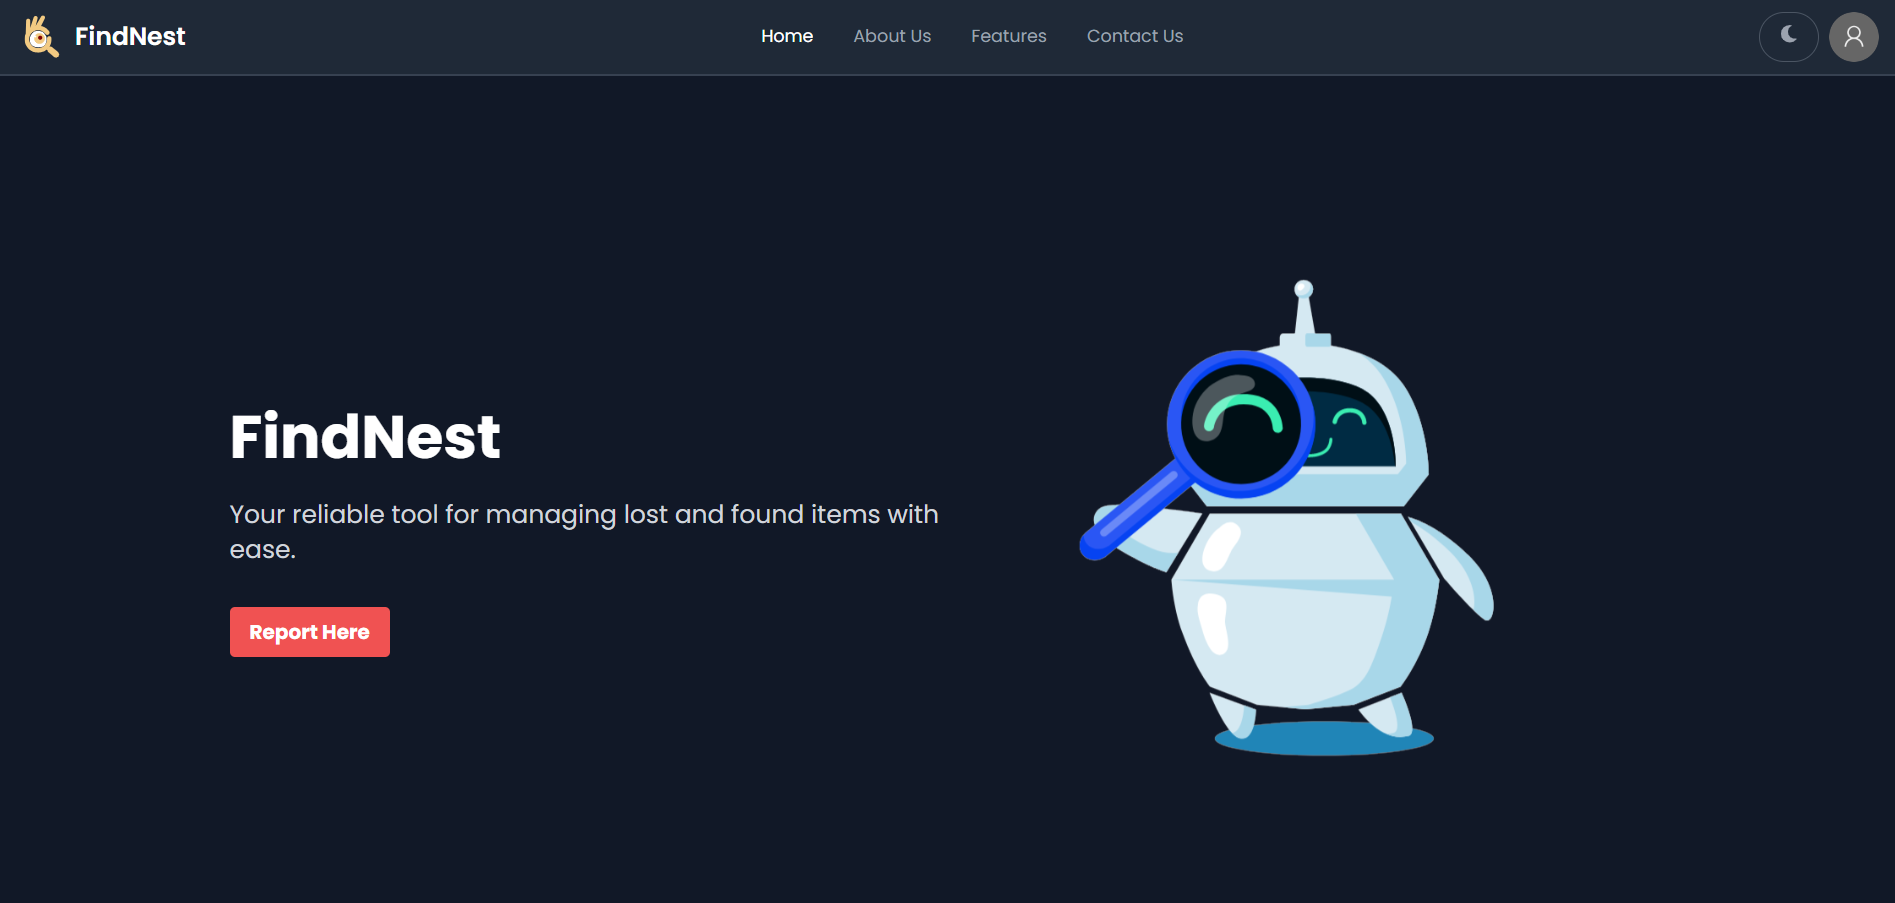 FindNest
Home
About Us
Features
Contact Us
FindNest
Your reliable tool for managing lost and found items with
ease.
Report Here